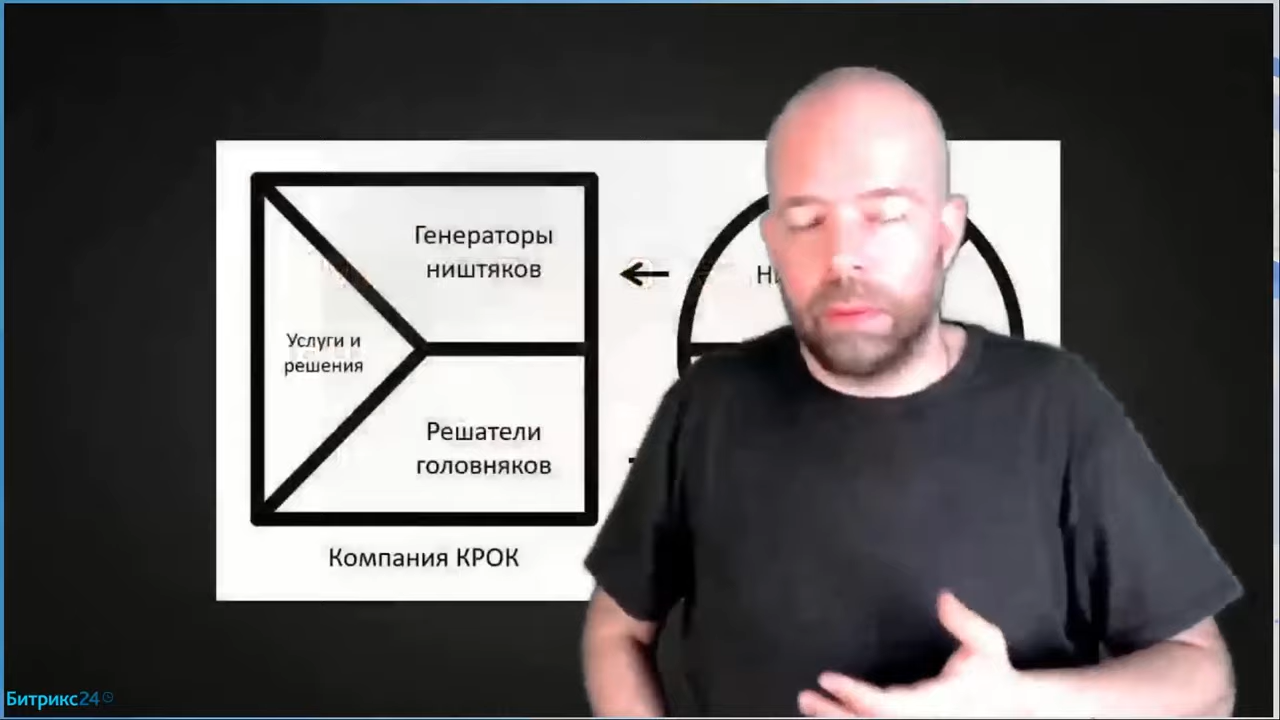 Генераторы
ништяков
Услуги и
решения
Решатели
головняков
Компания КРОК
Битрикс24